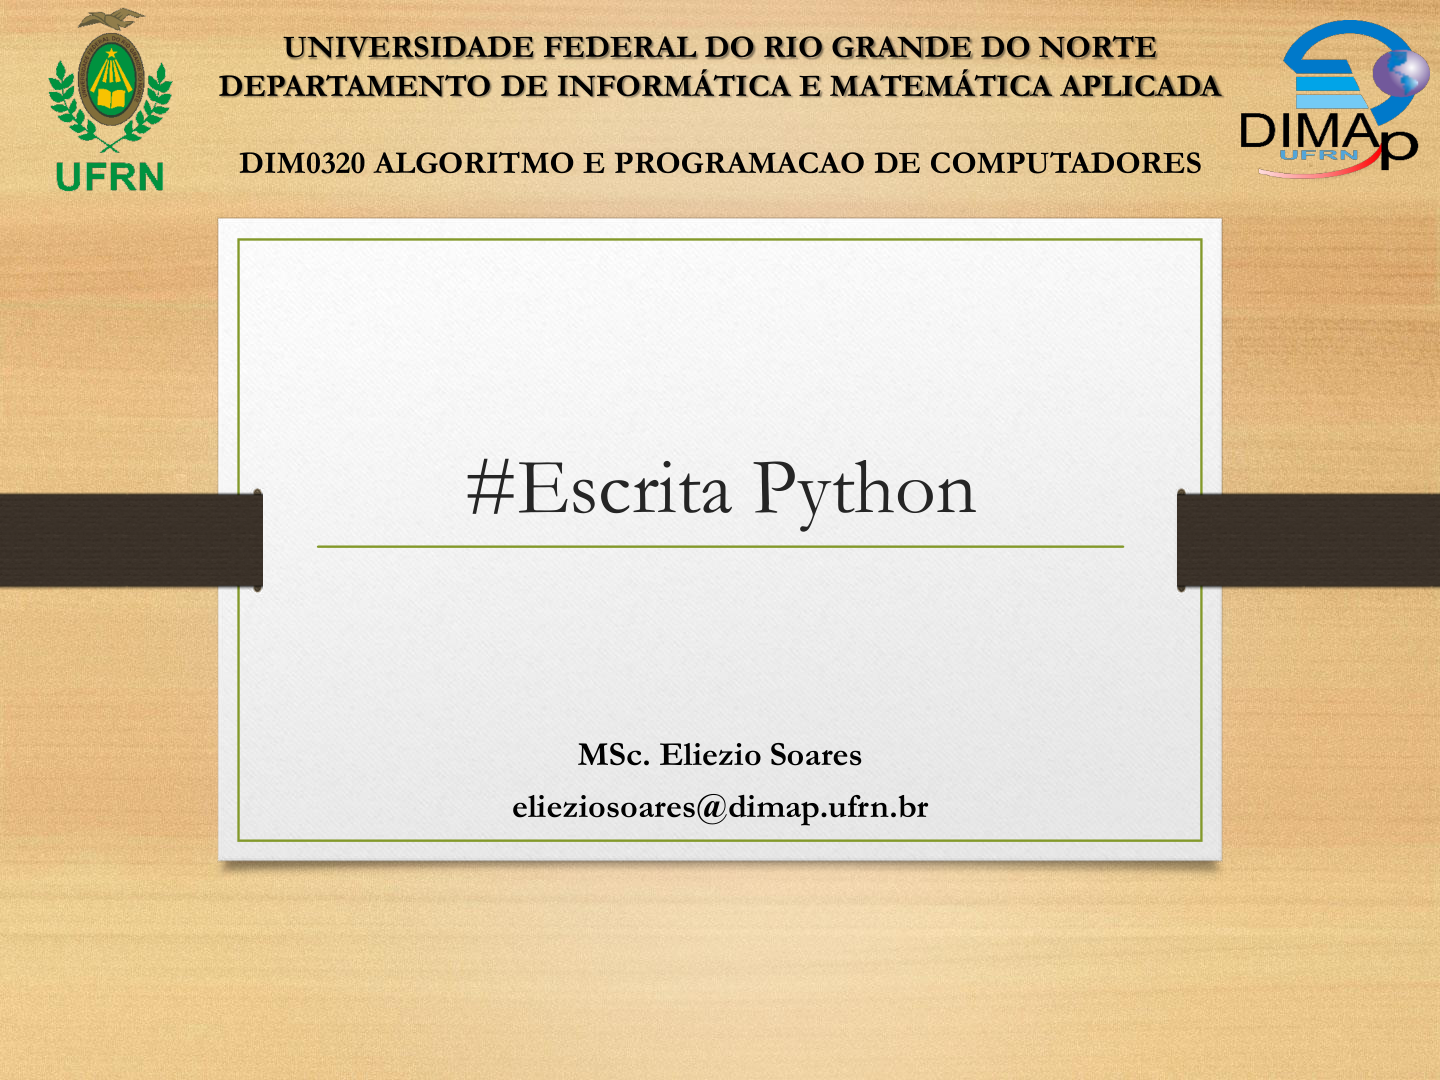 UNIVERSIDADE FEDERAL DO RIO GRANDE DO NORTE
DEPARTAMENTO DE INFORMÁTICA E MATEMÁTICA APLICADA
DIM0320 ALGORITMO E PROGRAMACAO DE COMPUTADORES
UFRN
DIMAp
UFRN
#Escrita Python
MSc. Eliezio Soares
elieziosoares@dimap.ufrn.br